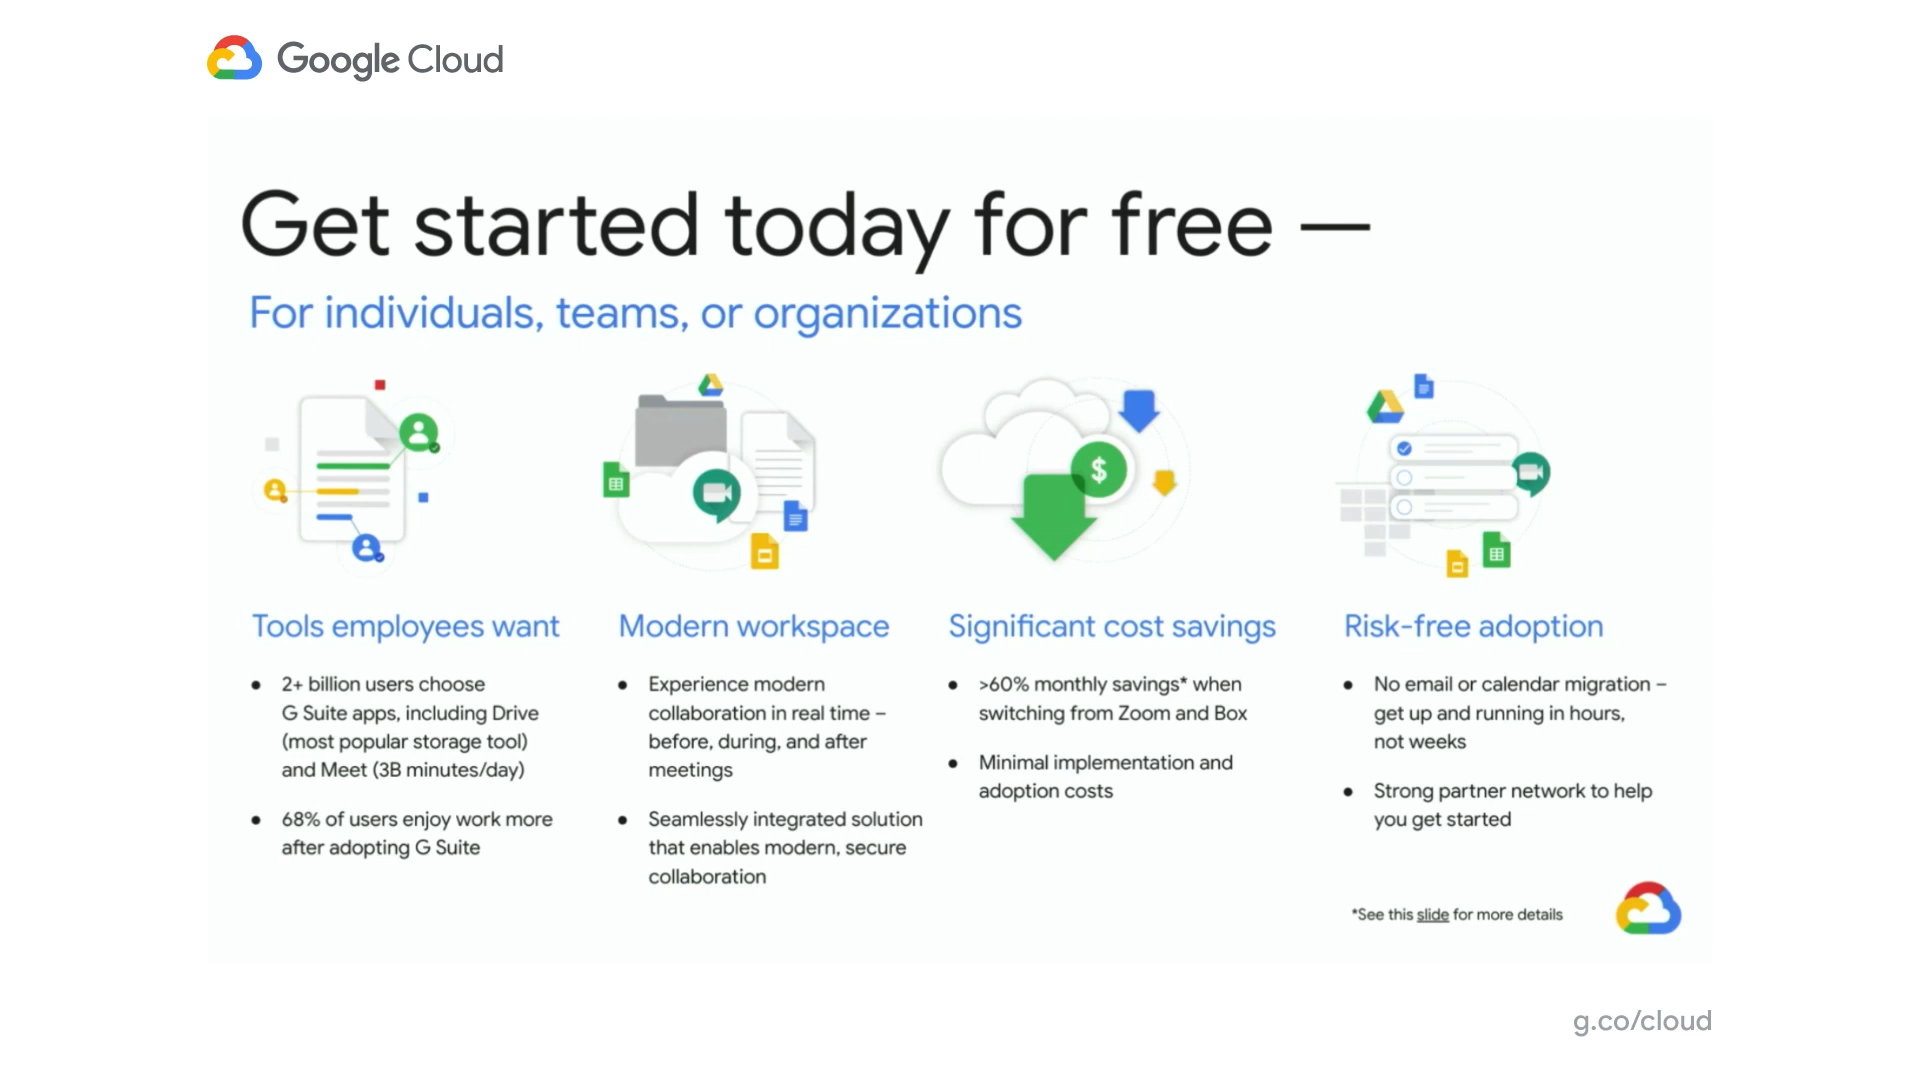 Google Cloud
Get started today for free —
For individuals, teams, or organizations
$
Tools employees want
● 2+ billion users choose
G Suite apps, including Drive
(most popular storage tool)
and Meet (3B minutes/day)
● 68% of users enjoy work more
after adopting G Suite
Modern workspace
● Experience modern
collaboration in real time –
before, during, and after
meetings
● Seamlessly integrated solution
that enables modern, secure
collaboration
Significant cost savings
● >60% monthly savings* when
switching from Zoom and Box
● Minimal implementation and
adoption costs
Risk-free adoption
● No email or calendar migration –
get up and running in hours,
not weeks
● Strong partner network to help
you get started
*See this slide for more details
g.co/cloud